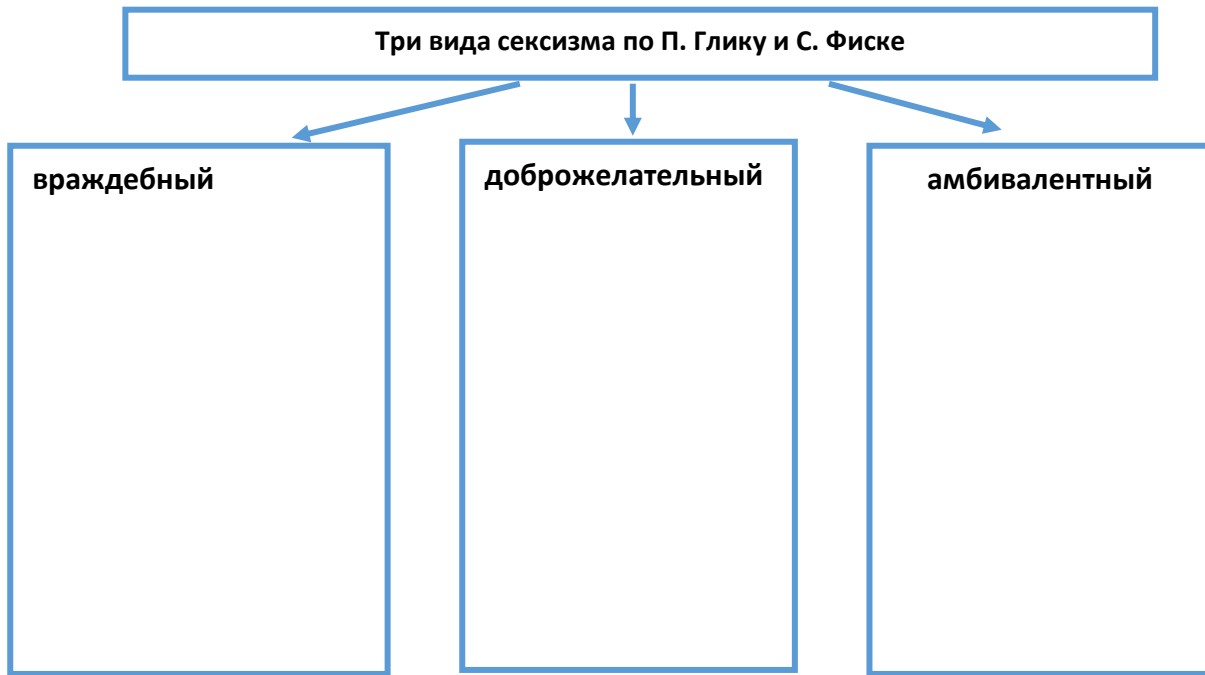 Три вида сексизма по П. Глику и С. Фиске
враждебный
доброжелательный
амбивалентный